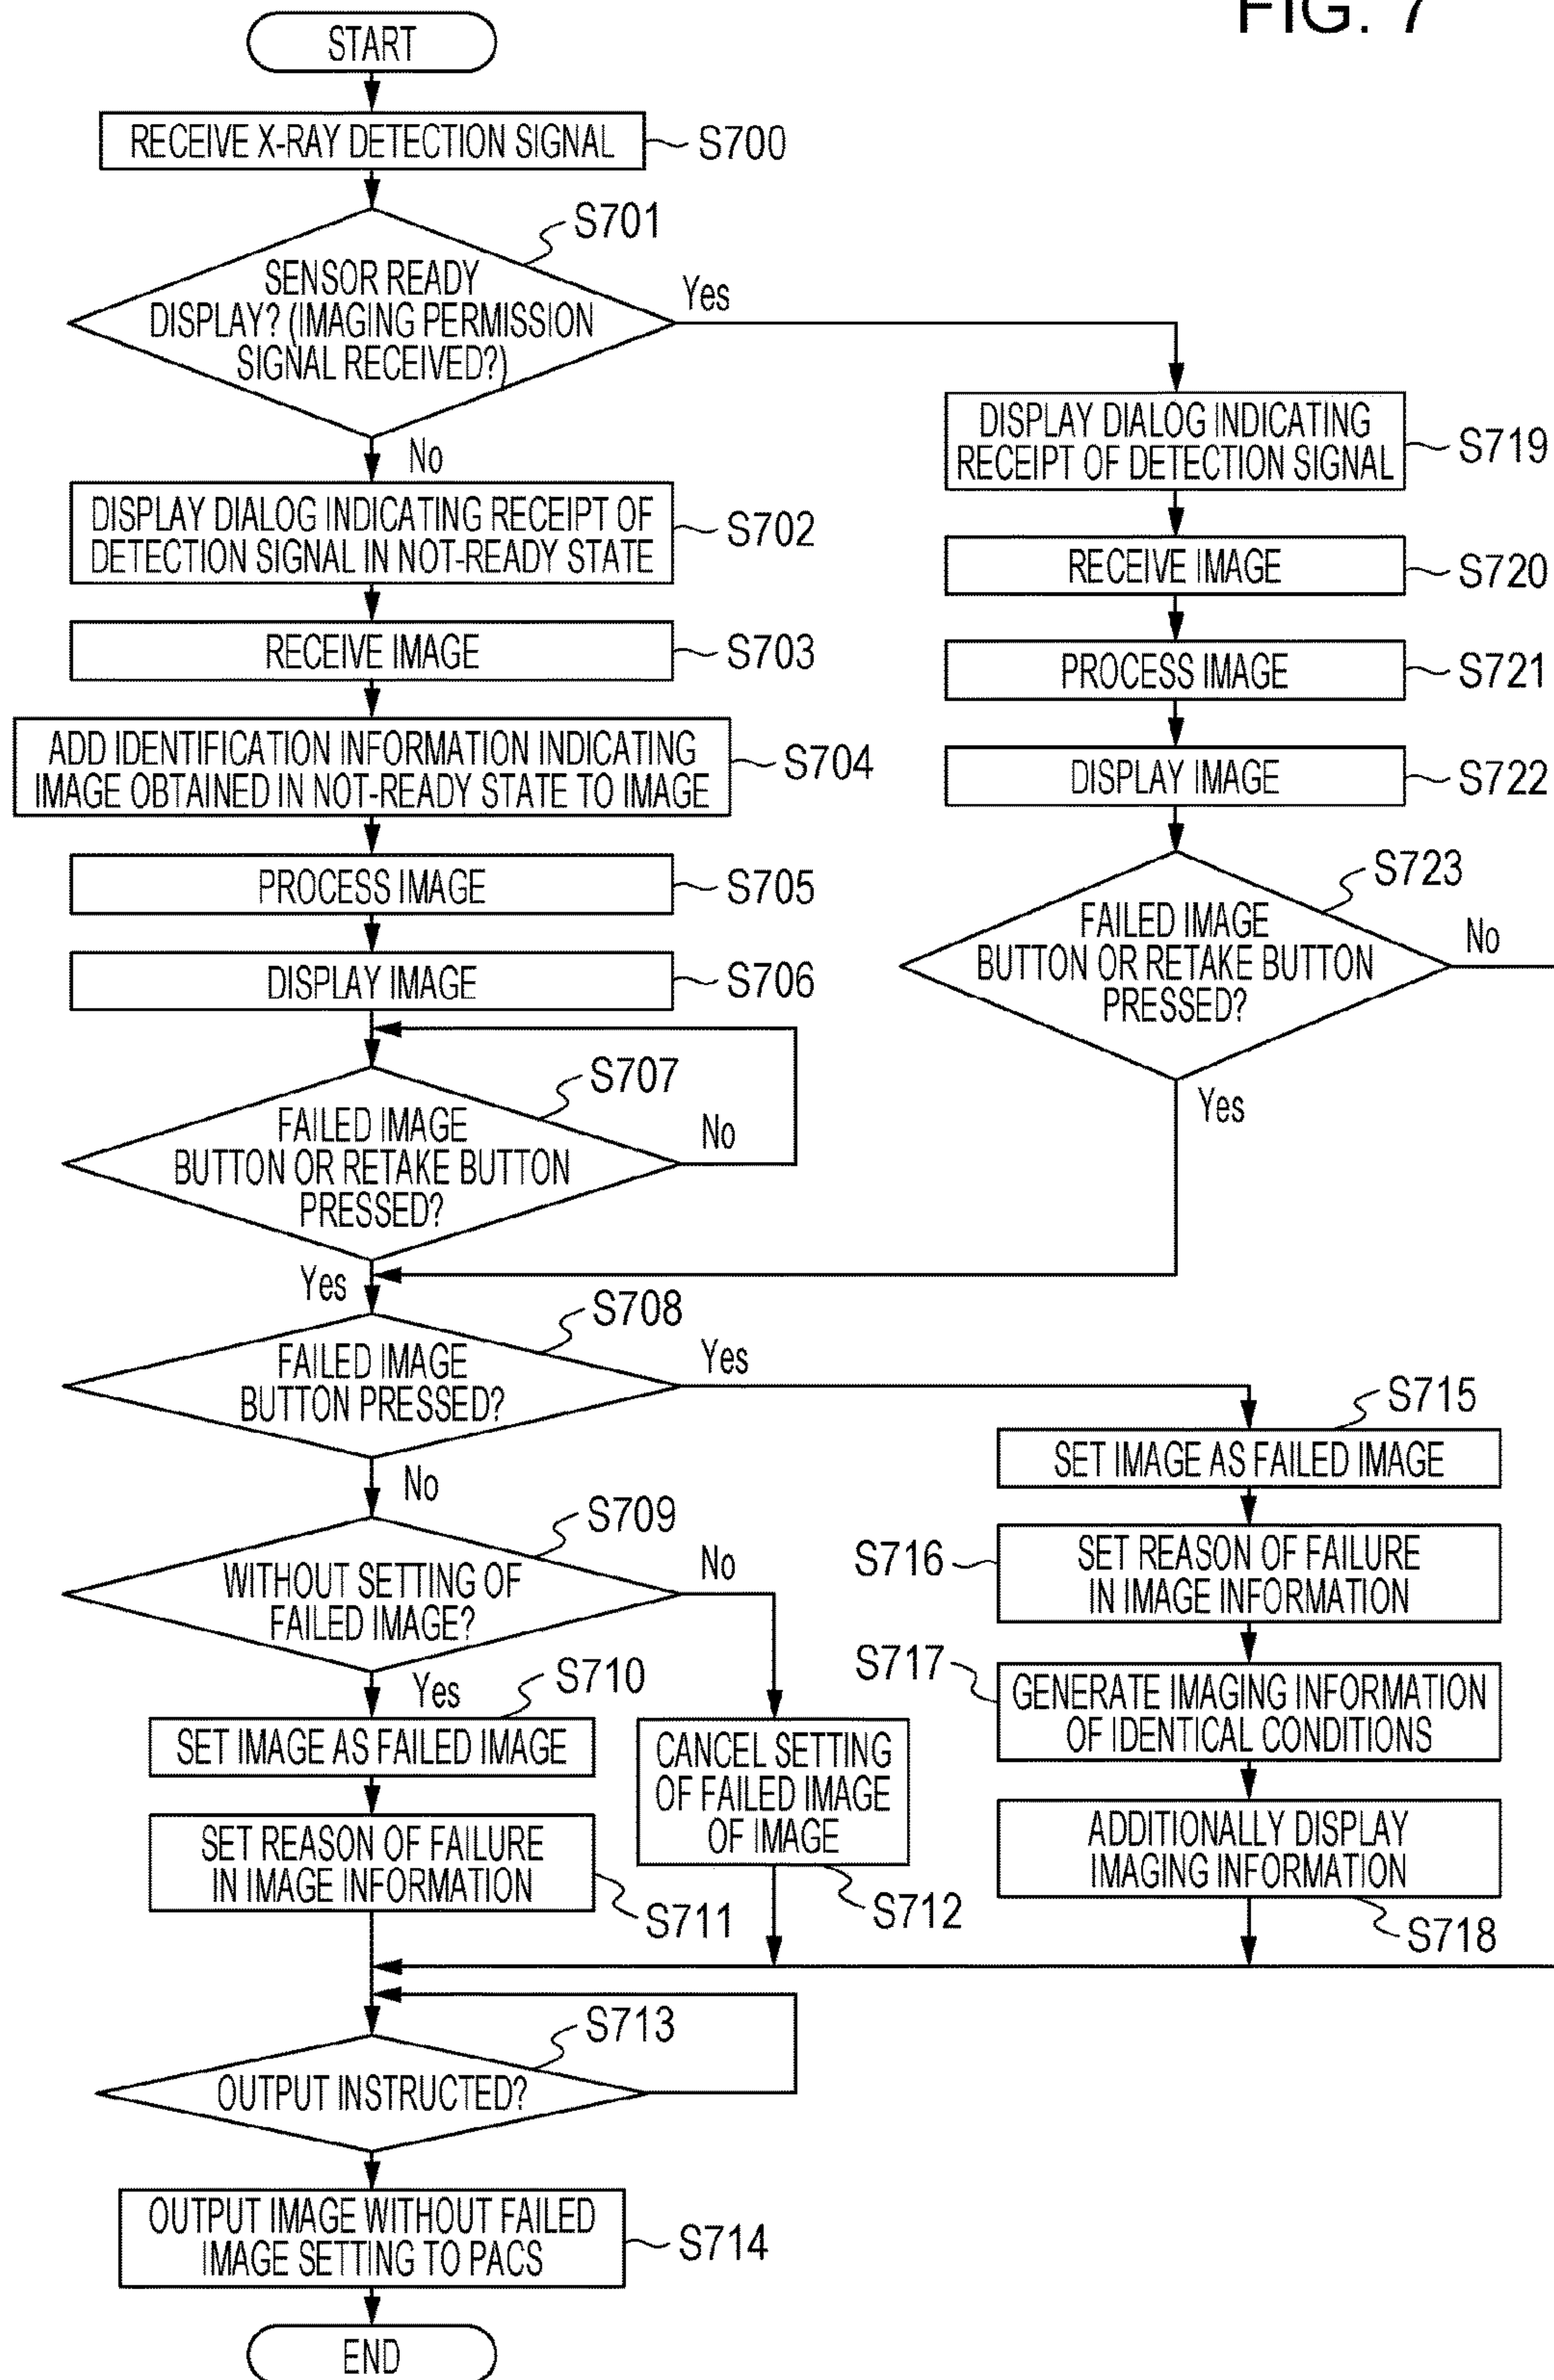 FIG. 7
START
RECEIVE X-RAY DETECTION SIGNAL
S700
S701
SENSOR READY
DISPLAY? (IMAGING PERMISSION
SIGNAL RECEIVED?)
Yes
No
DISPLAY DIALOG INDICATING RECEIPT OF
DETECTION SIGNAL IN NOT-READY STATE
S702
RECEIVE IMAGE
S703
ADD IDENTIFICATION INFORMATION INDICATING
IMAGE OBTAINED IN NOT-READY STATE TO IMAGE
S704
PROCESS IMAGE
S705
DISPLAY IMAGE
S706
S707
FAILED IMAGE
BUTTON OR RETAKE BUTTON
PRESSED?
No
Yes
DISPLAY DIALOG INDICATING
RECEIPT OF DETECTION SIGNAL
S719
RECEIVE IMAGE
S720
PROCESS IMAGE
S721
DISPLAY IMAGE
S722
S723
FAILED IMAGE
BUTTON OR RETAKE BUTTON
PRESSED?
No
Yes
S708
FAILED IMAGE
BUTTON PRESSED?
Yes
No
S709
WITHOUT SETTING OF
FAILED IMAGE?
No
Yes
S710
SET IMAGE AS FAILED IMAGE
SET REASON OF FAILURE
IN IMAGE INFORMATION
S711
CANCEL SETTING
OF FAILED IMAGE
OF IMAGE
S712
S715
SET IMAGE AS FAILED IMAGE
S716
SET REASON OF FAILURE
IN IMAGE INFORMATION
S717
GENERATE IMAGING INFORMATION
OF IDENTICAL CONDITIONS
ADDITIONALLY DISPLAY
IMAGING INFORMATION
S718
S713
OUTPUT INSTRUCTED?
OUTPUT IMAGE WITHOUT FAILED
IMAGE SETTING TO PACS
S714
END